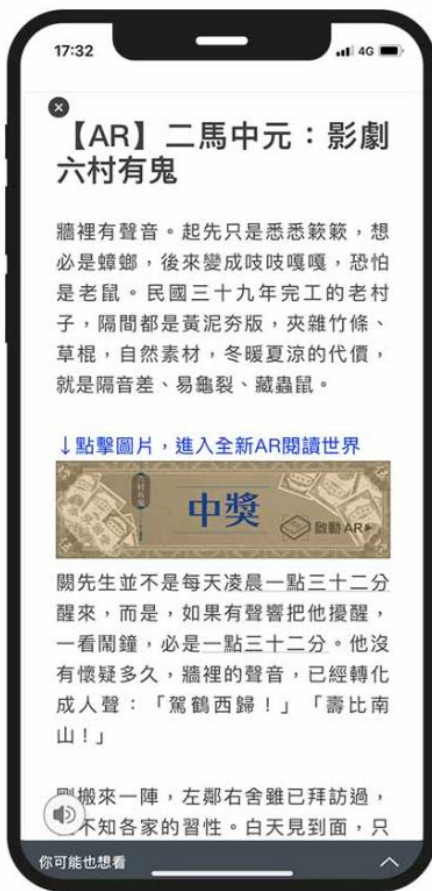 17:32
4G
【AR】二馬中元：影劇
六村有鬼
牆裡有聲音。起先只是悉悉簌簌，想
必是蟑螂，後來變成吱吱嘎嘎，恐怕
是老鼠。民國三十九年完工的老村
子，隔間都是黃泥夯版，夾雜竹條、
草棍，自然素材，冬暖夏涼的代價，
就是隔音差、易龜裂、藏蟲鼠。
↓點擊圖片，進入全新AR閱讀世界
六村有鬼
中獎
啟動AR
闕先生並不是每天凌晨一點三十二分
醒來，而是，如果有聲響把他擾醒，
一看鬧鐘，必是一點三十二分。他沒
有懷疑多久，牆裡的聲音，已經轉化
成人聲：「駕鶴西歸！」「壽比南
山！」
剛搬來一陣，左鄰右舍雖已拜訪過，
不知各家的習性。白天見到面，只
你可能也想看